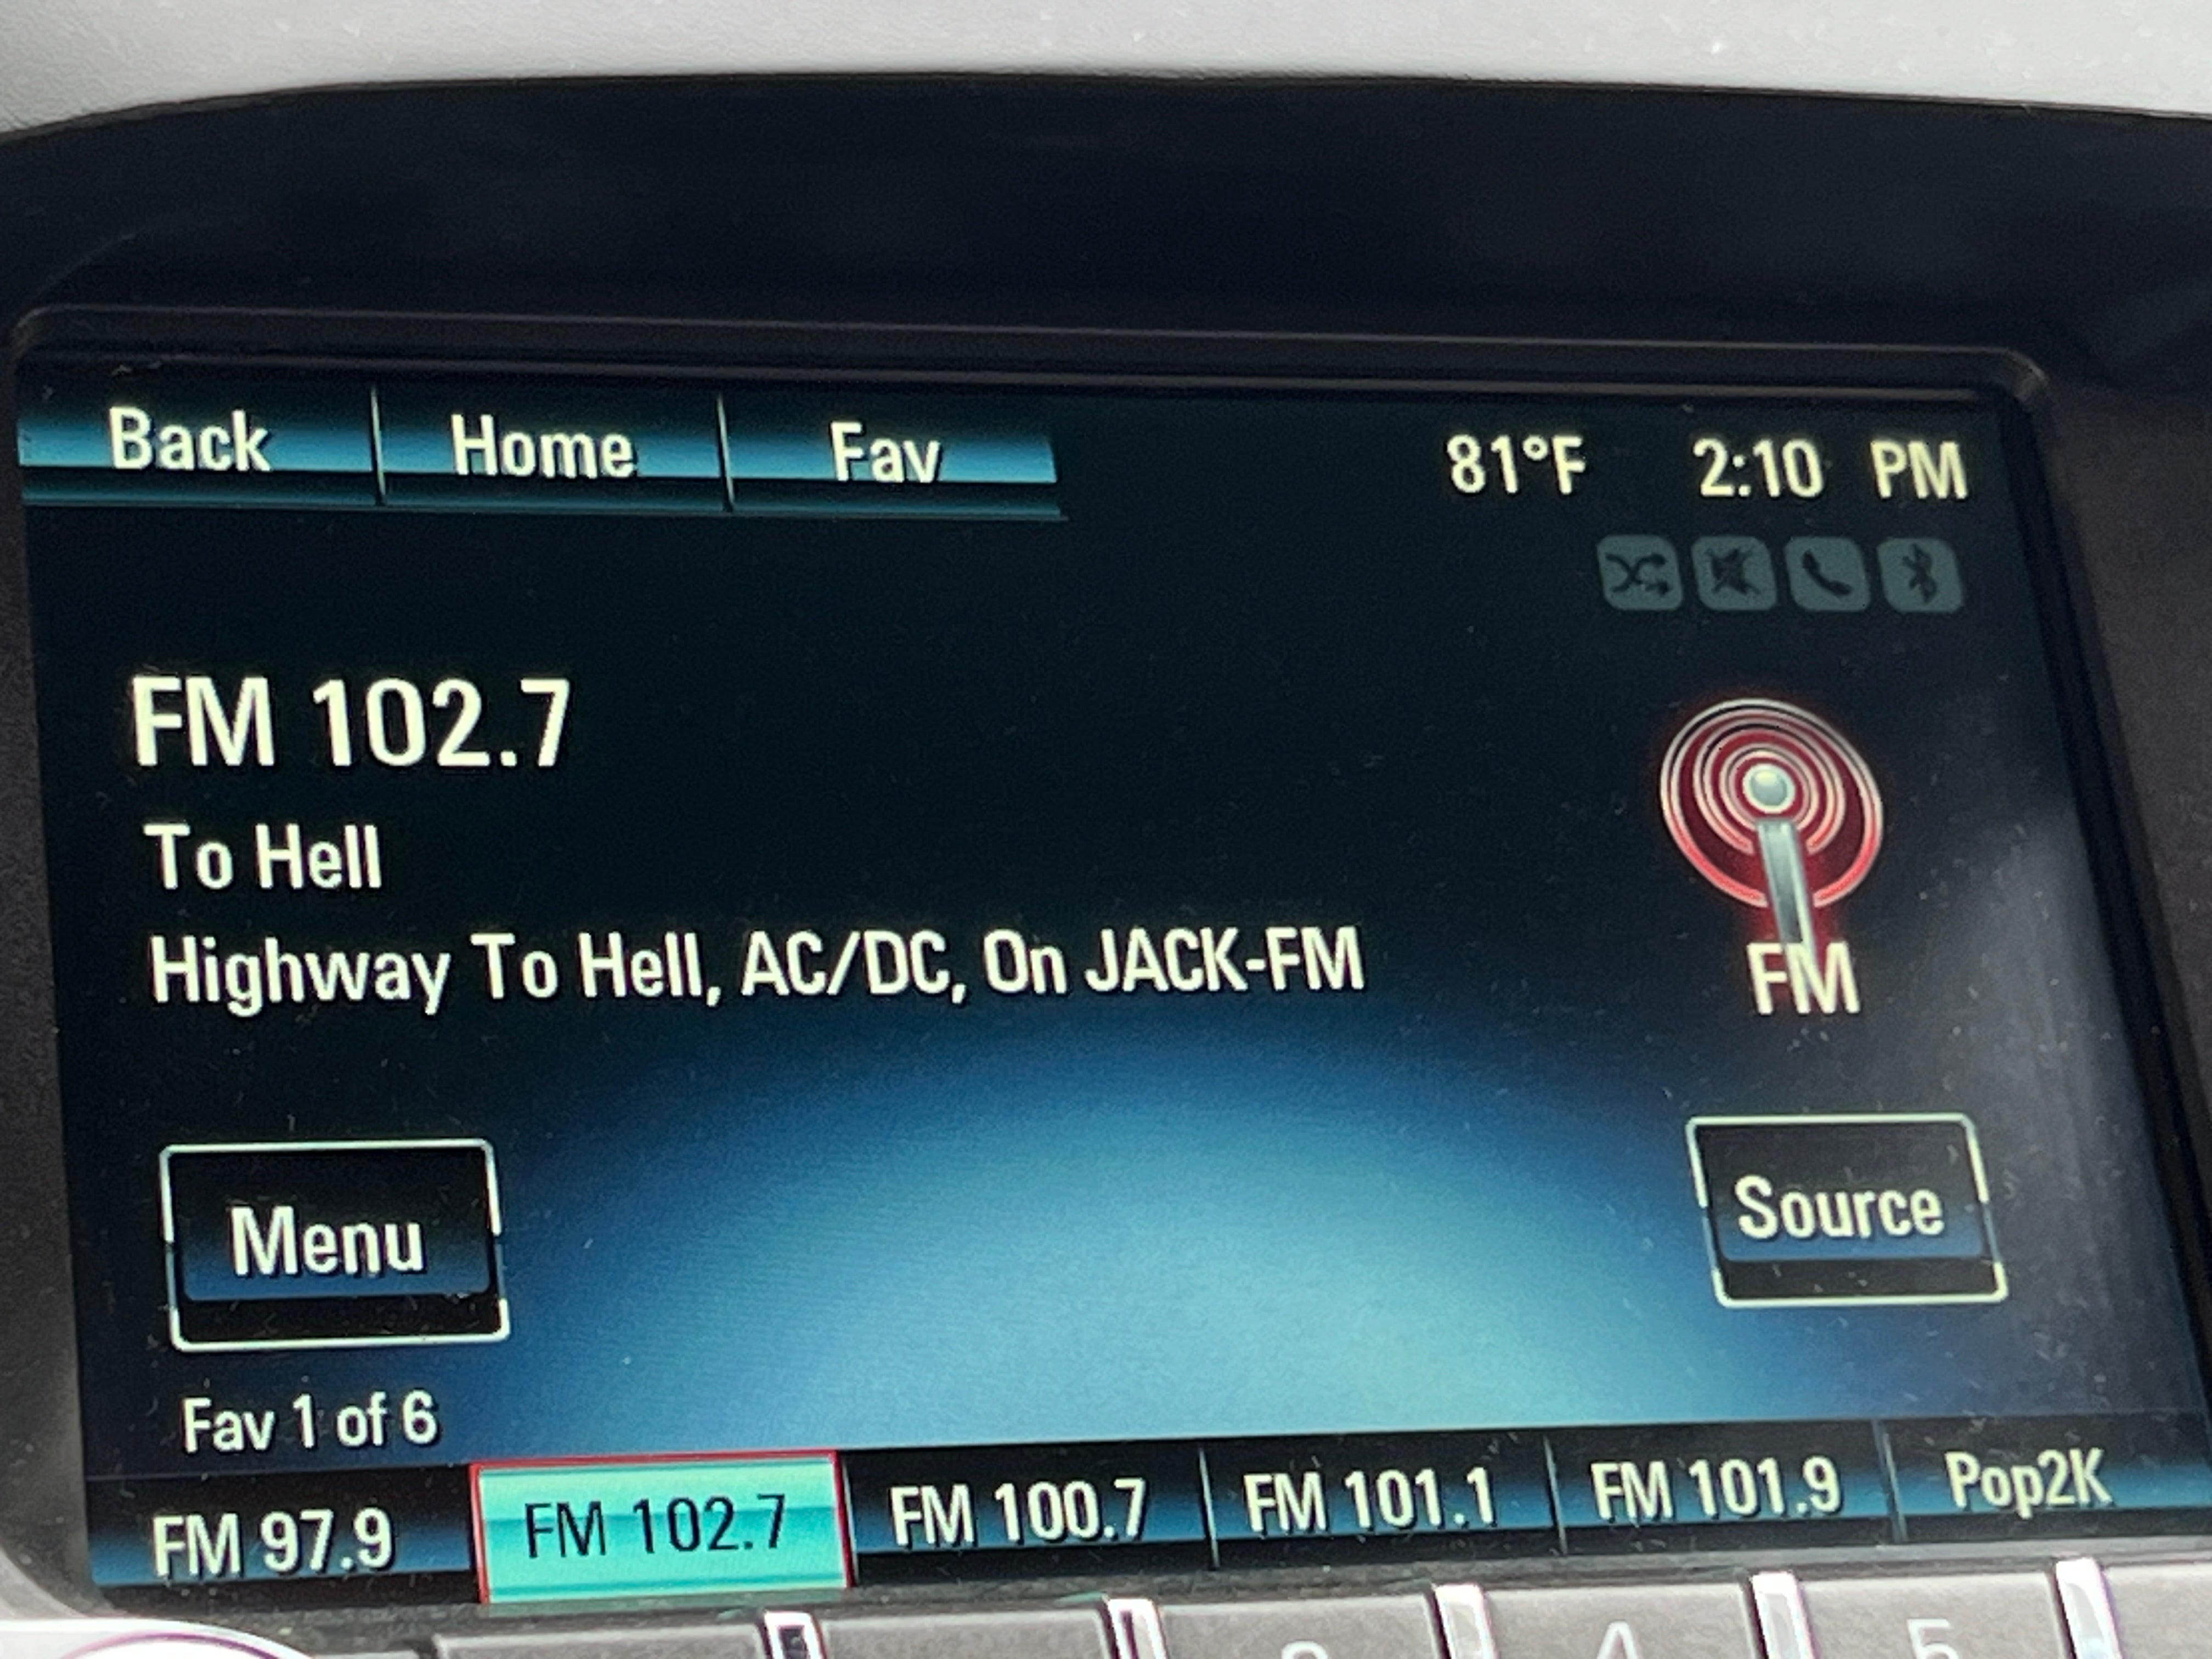 Back Home Fav 81°F 2:10 PM
FM 102.7
To Hell
Highway To Hell, AC/DC, On JACK-FM
FM
Menu Source
Fav 1 of 6
FM 97.9 FM 102.7 FM 100.7 FM 101.1 FM 101.9 Pop2K
4 5